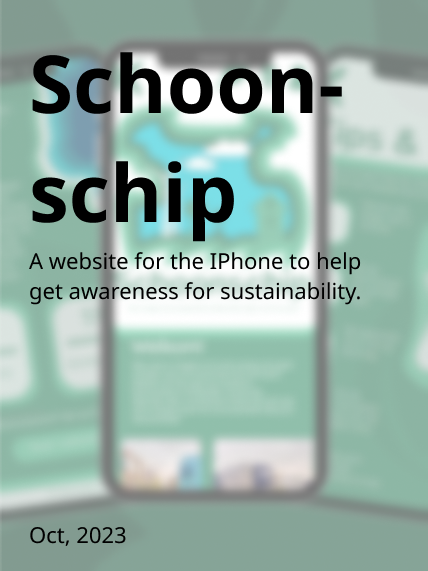 Schoon-
schip
A website for the IPhone to help
get awareness for sustainability.
Oct, 2023